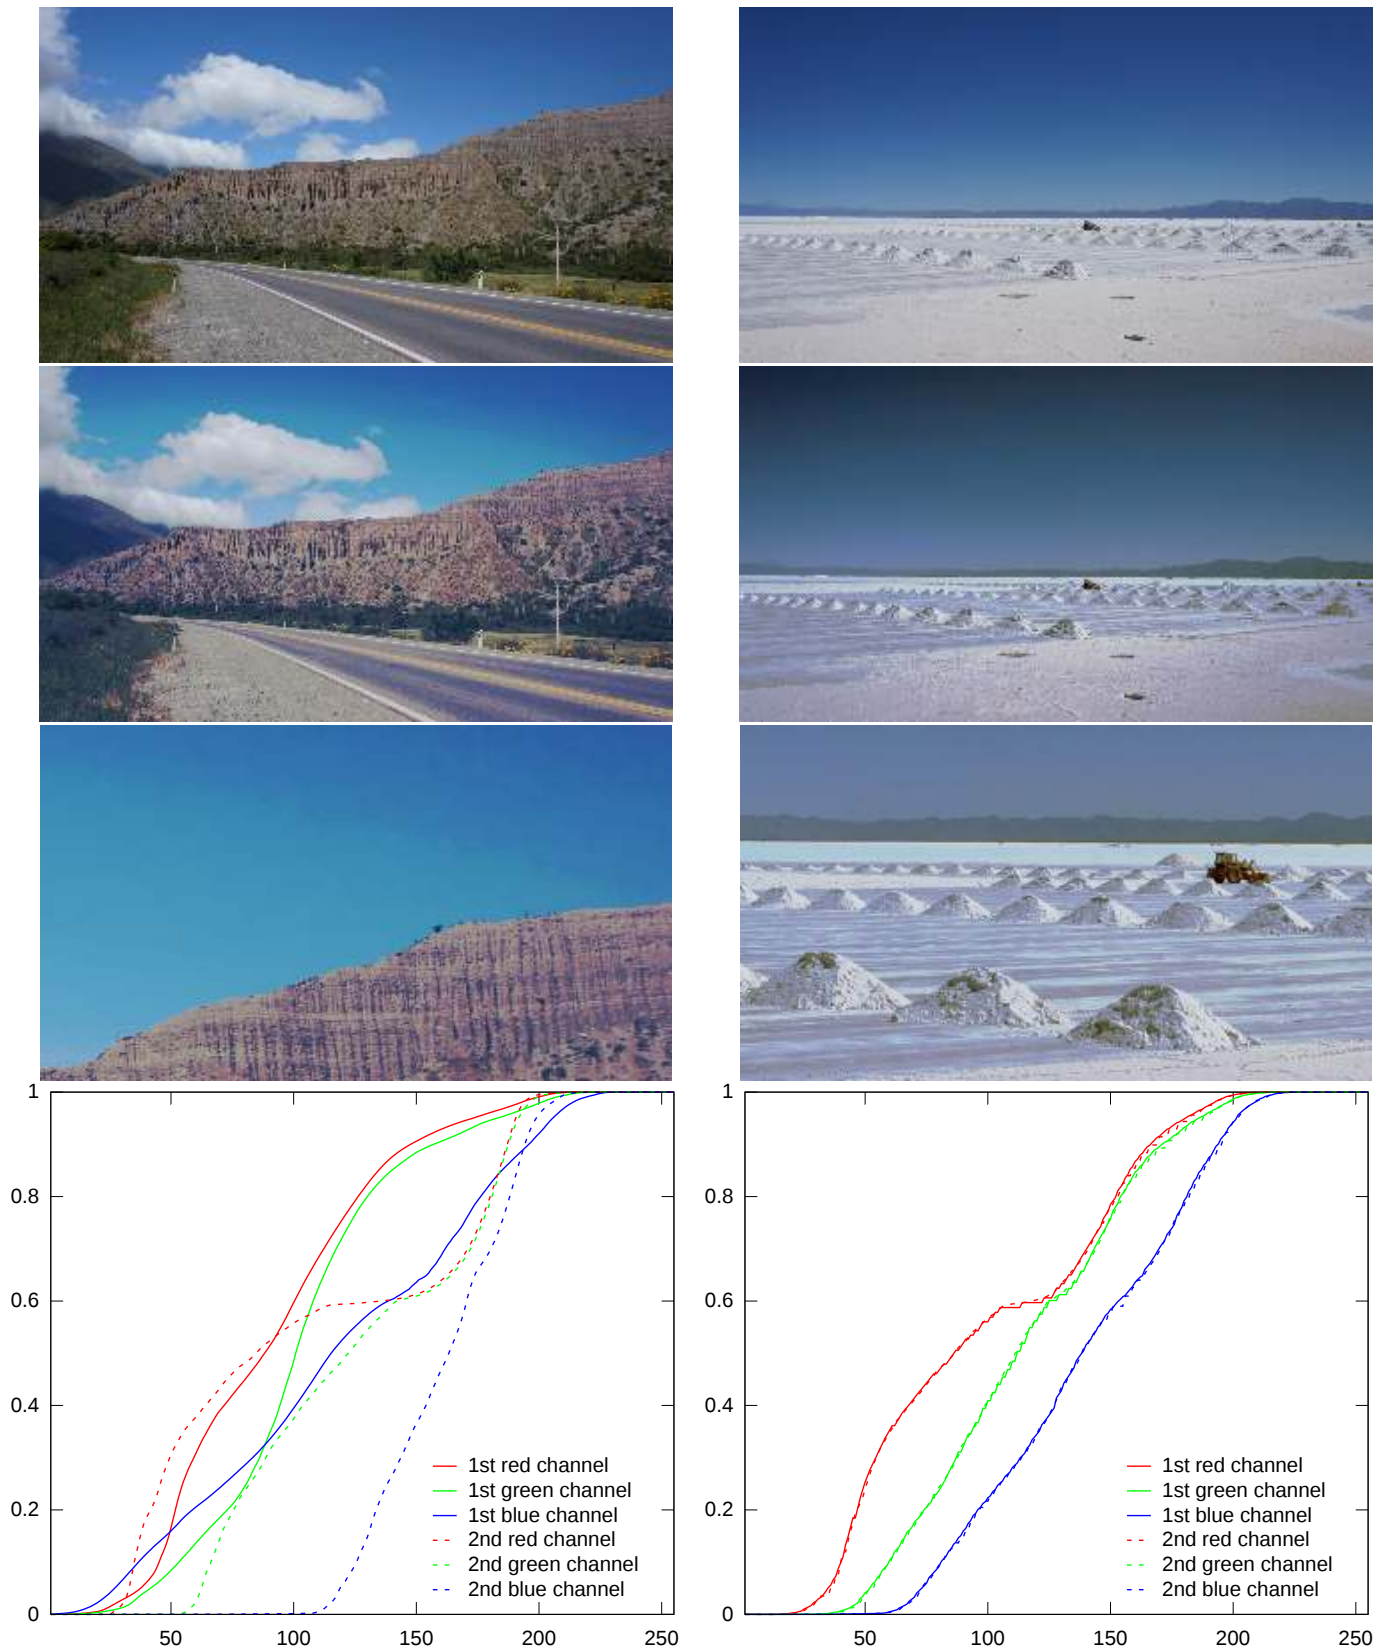 1
0.8
0.6
0.4
0.2
0
50 100 150 200 250
1st red channel
1st green channel
1st blue channel
2nd red channel
2nd green channel
2nd blue channel
1
0.8
0.6
0.4
0.2
0
50 100 150 200 250
1st red channel
1st green channel
1st blue channel
2nd red channel
2nd green channel
2nd blue channel